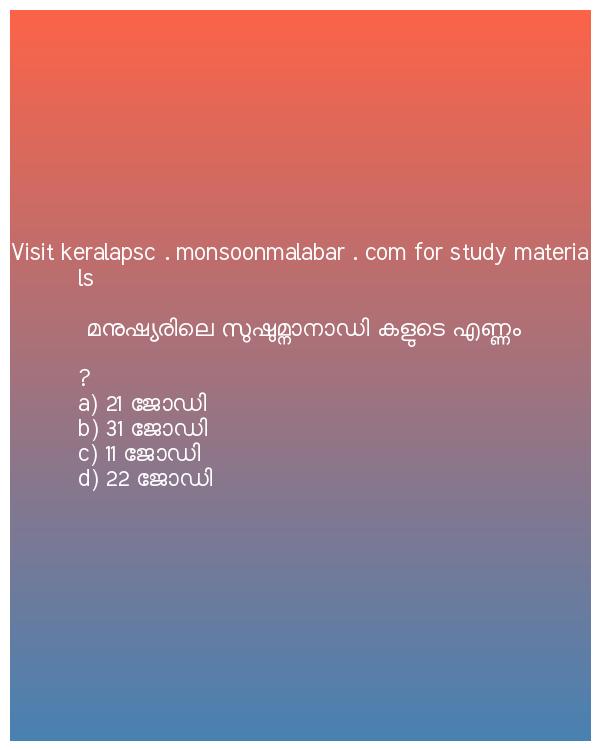 Visit keralapsc . monsoonmalabar . com for study materia
ls
മനുഷ്യരിലെ സുഷുമ്നാനാഡി കളുടെ എണ്ണം
?
a) 21 ജോഡി
b) 31 ജോഡി
c) 11 ജോഡി
d) 22 ജോഡി